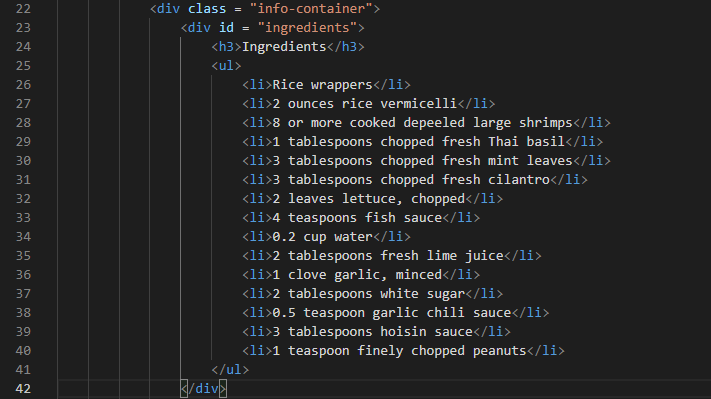 22 <div class = "info-container">
23 <div id = "ingredients">
24 <h3>Ingredients</h3>
25 <ul>
26 <li>Rice wrappers</li>
27 <li>2 ounces rice vermicelli</li>
28 <li>8 or more cooked depeeled large shrimps</li>
29 <li>1 tablespoons chopped fresh Thai basil</li>
30 <li>3 tablespoons chopped fresh mint leaves</li>
31 <li>3 tablespoons chopped fresh cilantro</li>
32 <li>2 leaves lettuce, chopped</li>
33 <li>4 teaspoons fish sauce</li>
34 <li>0.2 cup water</li>
35 <li>2 tablespoons fresh lime juice</li>
36 <li>1 clove garlic, minced</li>
37 <li>2 tablespoons white sugar</li>
38 <li>0.5 teaspoon garlic chili sauce</li>
39 <li>3 tablespoons hoisin sauce</li>
40 <li>1 teaspoon finely chopped peanuts</li>
41 </ul>
42 </div>